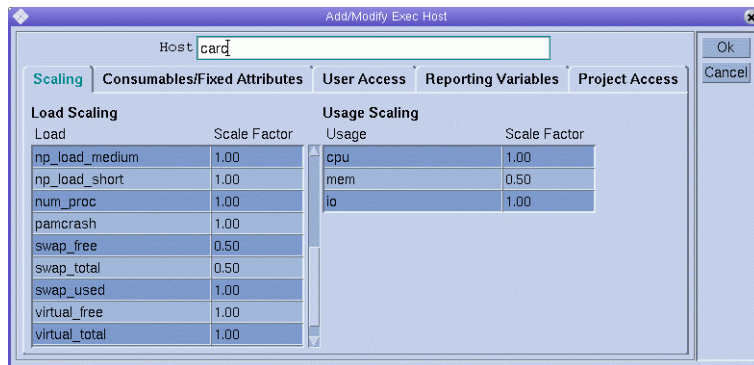 Add/Modify Exec Host
Host carc
Ok
Cancel
Scaling Consumables/Fixed Attributes User Access Reporting Variables Project Access
Load Scaling Usage Scaling
Load Scale Factor Usage Scale Factor
np_load_medium 1.00 cpu 1.00
np_load_short 1.00 mem 0.50
num_proc 1.00 io 1.00
pamcrash 1.00
swap_free 0.50
swap_total 0.50
swap_used 1.00
virtual_free 1.00
virtual_total 1.00